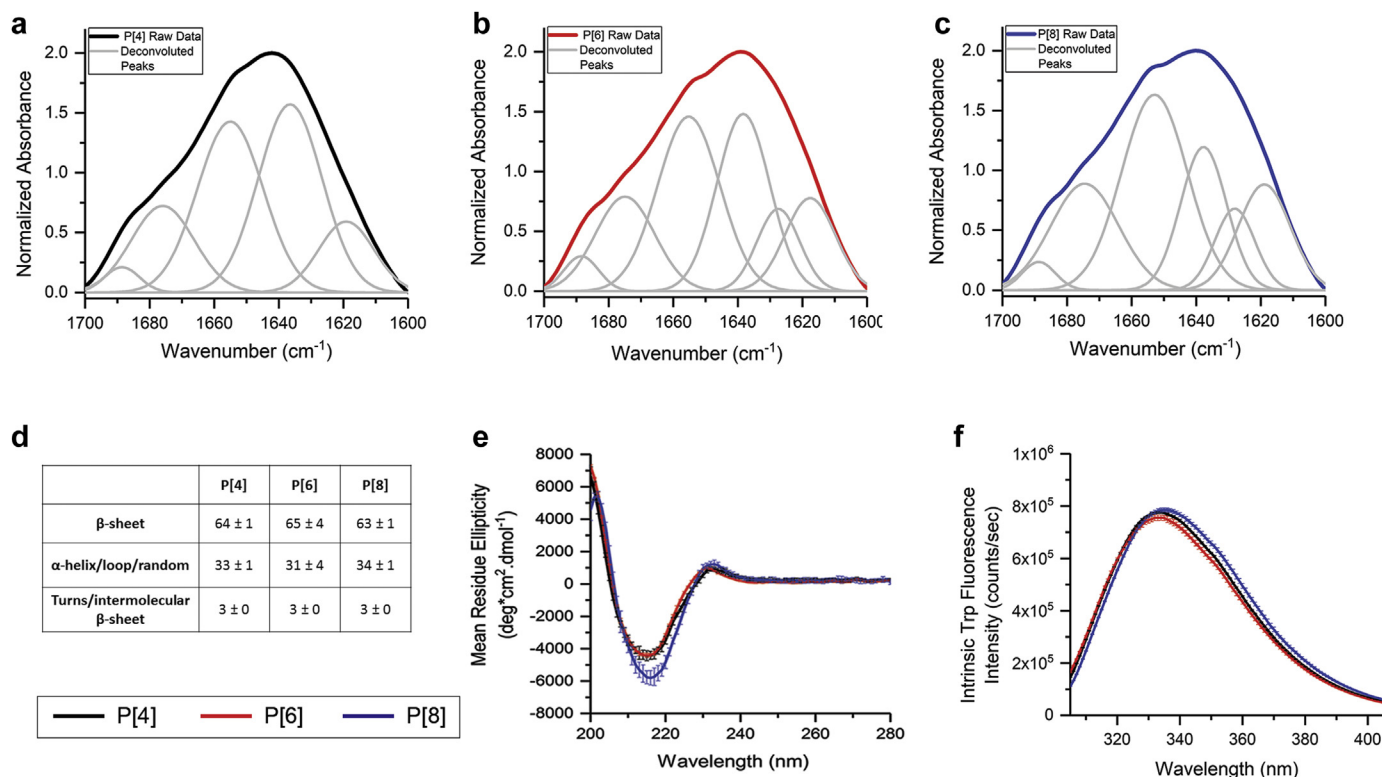 a
P[4] Raw Data
Deconvoluted
Peaks
Normalized Absorbance
2.0
1.5
1.0
0.5
0.0
1700 1680 1660 1640 1620 1600
Wavenumber (cm⁻¹)
b
P[6] Raw Data
Deconvoluted
Peaks
Normalized Absorbance
2.0
1.5
1.0
0.5
0.0
1700 1680 1660 1640 1620 1600
Wavenumber (cm⁻¹)
c
P[8] Raw Data
Deconvoluted
Peaks
Normalized Absorbance
2.0
1.5
1.0
0.5
0.0
1700 1680 1660 1640 1620 1600
Wavenumber (cm⁻¹)
d
P[4] P[6] P[8]
β-sheet 64 ± 1 65 ± 4 63 ± 1
α-helix/loop/random 33 ± 1 31 ± 4 34 ± 1
Turns/intermolecular
β-sheet 3 ± 0 3 ± 0 3 ± 0
P[4] P[6] P[8]
e
Mean Residue Ellipticity
(deg*cm².dmol⁻¹)
8000
6000
4000
2000
0
-2000
-4000
-6000
-8000
200 220 240 260 280
Wavelength (nm)
f
Intrinsic Trp Fluorescence
Intensity (counts/sec)
1x10⁶
8x10⁵
6x10⁵
4x10⁵
2x10⁵
0
320 340 360 380 400
Wavelength (nm)